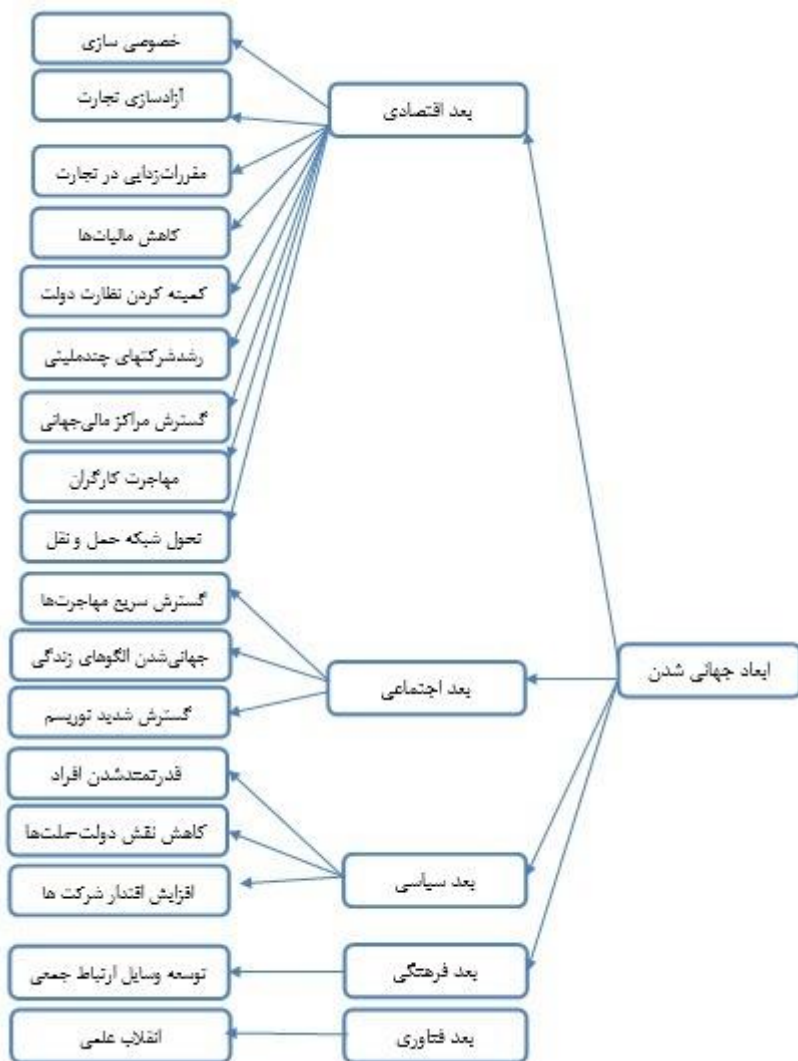 ابعاد جهانی شدن
بعد اقتصادی
خصوصی سازی
آزادسازی تجارت
مقررات‌زدایی در تجارت
کاهش مالیات‌ها
کمینه کردن نظارت دولت
رشدشرکتهای چندملیتی
گسترش مراکز مالی‌جهانی
مهاجرت کارگران
تحول شبکه حمل و نقل
بعد اجتماعی
گسترش سریع مهاجرت‌ها
جهانی‌شدن الگوهای زندگی
گسترش شدید توریسم
بعد سیاسی
قدرتمندشدن افراد
کاهش نقش دولت-ملت‌ها
افزایش اقتدار شرکت ها
بعد فرهنگی
توسعه وسایل ارتباط جمعی
بعد فناوری
انقلاب علمی